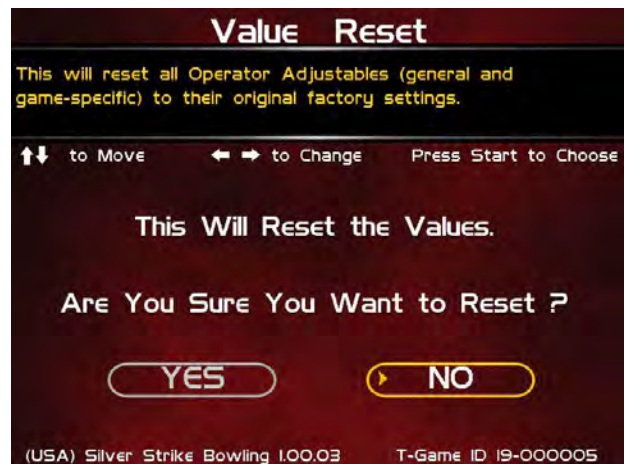 Value Reset
This will reset all Operator Adjustables (general and
game-specific) to their original factory settings.
⬆⬇ to Move ⬅ ➡ to Change Press Start to Choose
This Will Reset the Values.
Are You Sure You Want to Reset ?
YES NO
(USA) Silver Strike Bowling 1.00.03 T-Game ID 19-000005